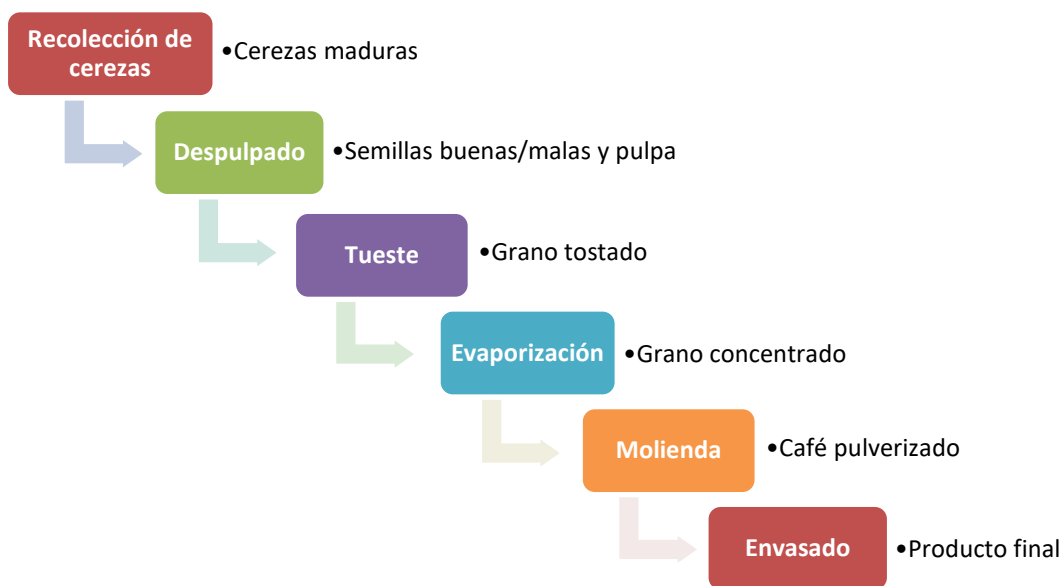 Recolección de
cerezas
•Cerezas maduras
Despulpado
•Semillas buenas/malas y pulpa
Tueste
•Grano tostado
Evaporización
•Grano concentrado
Molienda
•Café pulverizado
Envasado
•Producto final